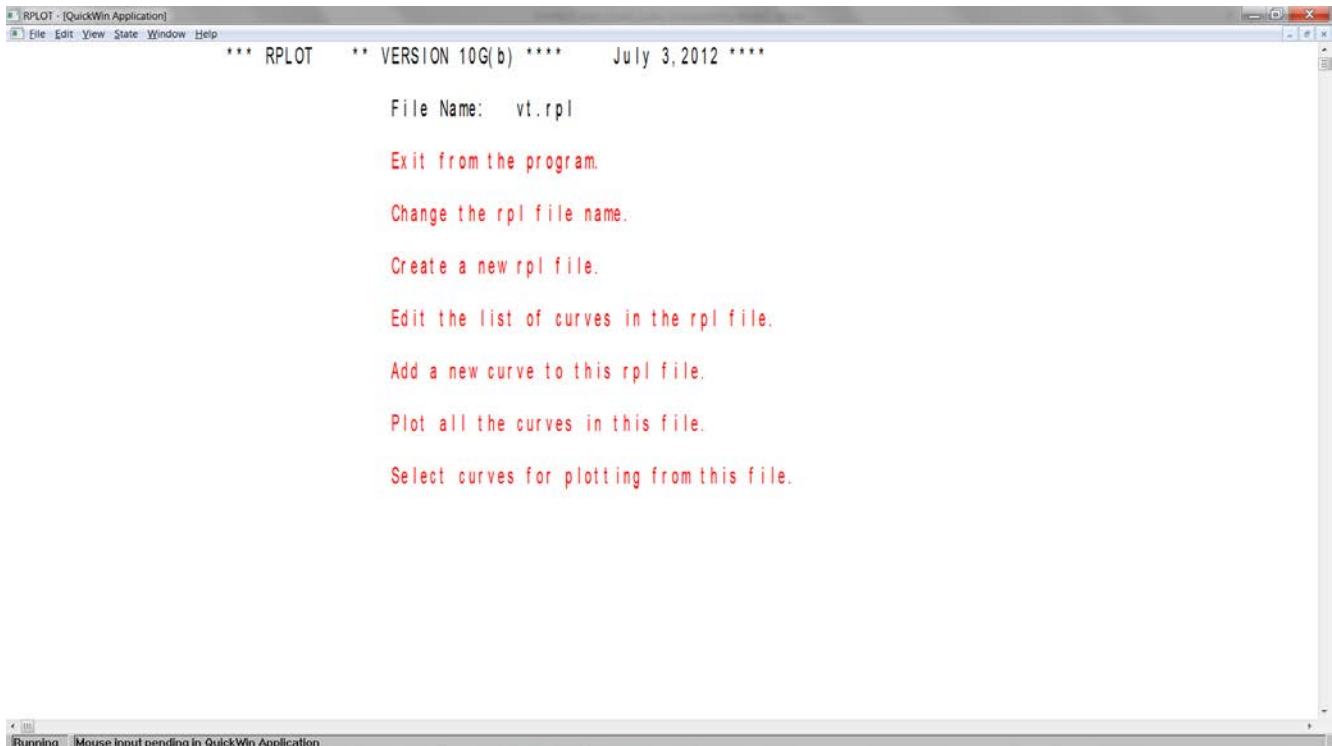 RPLOT - [QuickWin Application]
File Edit View State Window Help
*** RPLOT ** VERSION 10G(b) **** July 3,2012 ****
File Name: vt.rpl
Exit from the program.
Change the rpl file name.
Create a new rpl file.
Edit the list of curves in the rpl file.
Add a new curve to this rpl file.
Plot all the curves in this file.
Select curves for plotting from this file.
Running Mouse input pending in QuickWin Application